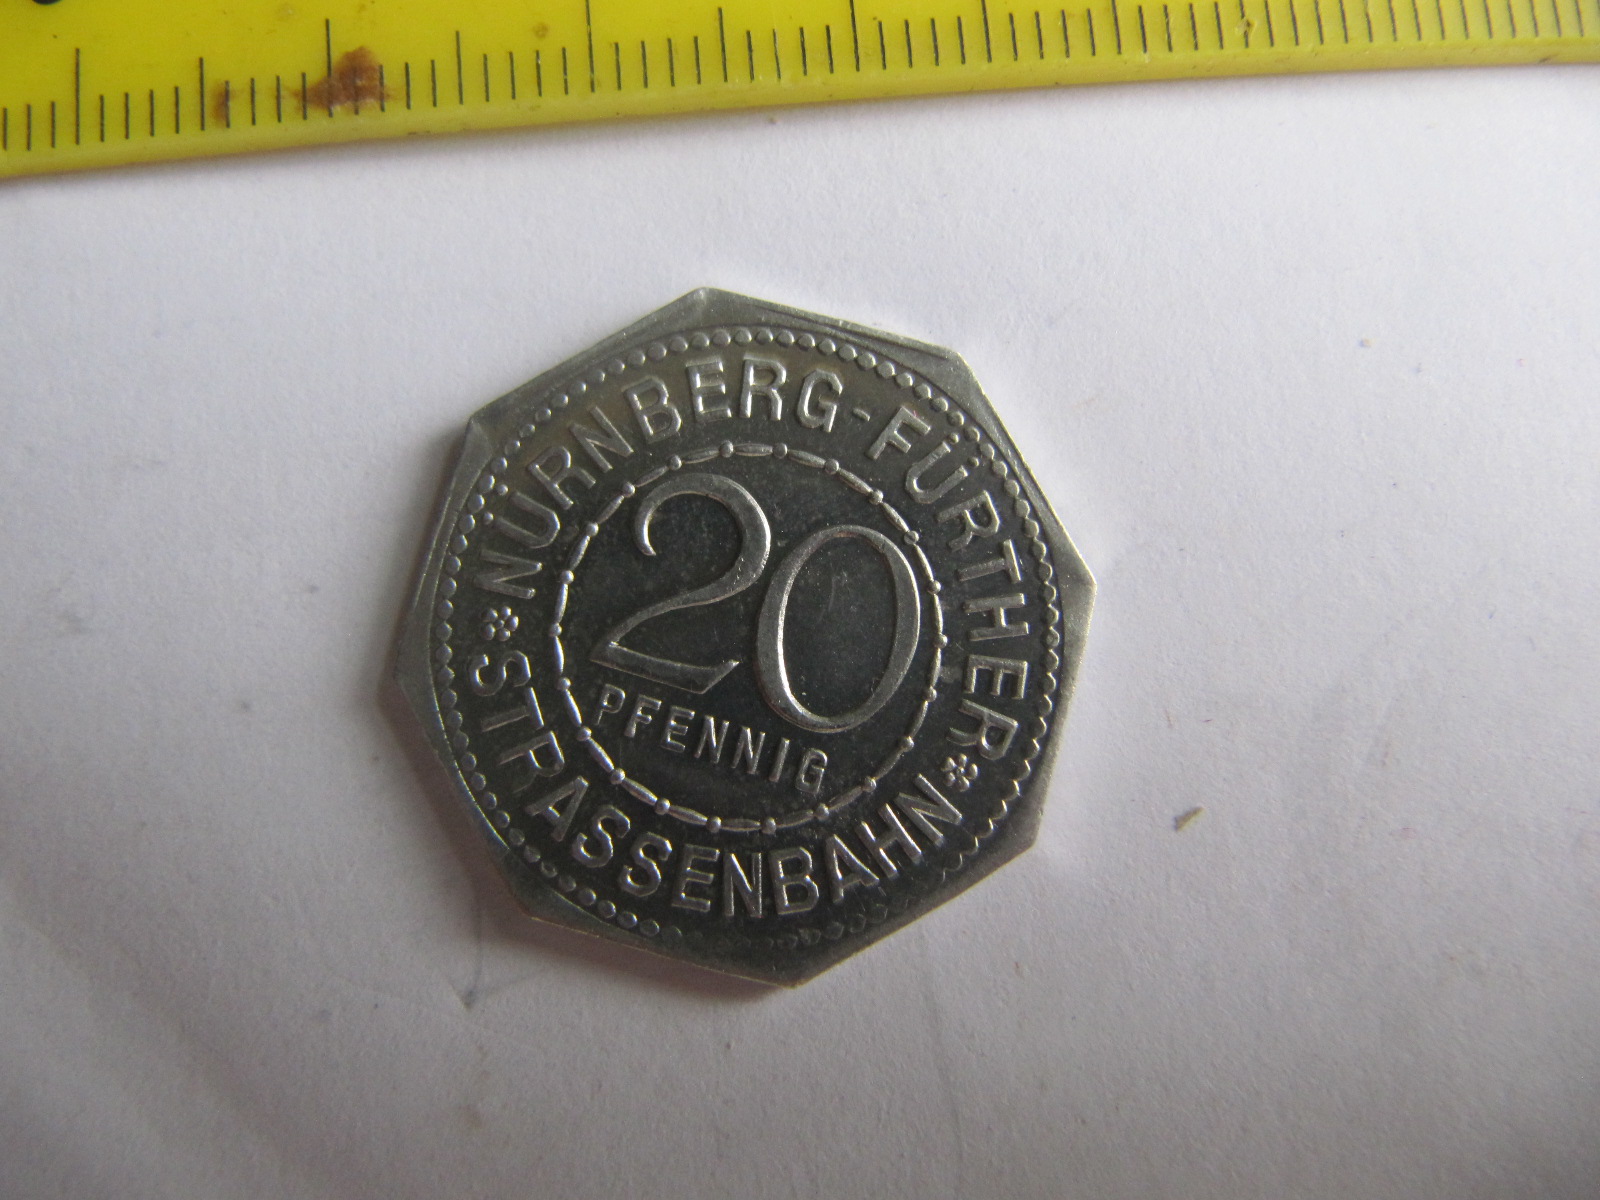 NÜRNBERG-FÜRTHER
STRASSENBAHN
20
PFENNIG